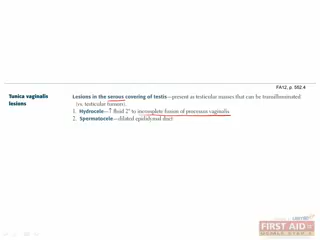 FA12, p. 502.4
Tunica vaginalis lesions
Lesions in the serous covering of testis—present as testicular masses that can be transilluminated
(vs. testicular tumors).
1. Hydrocele—↑ fluid 2° to incomplete fusion of processus vaginalis
2. Spermatocele—dilated epididymal duct
FIRST AID